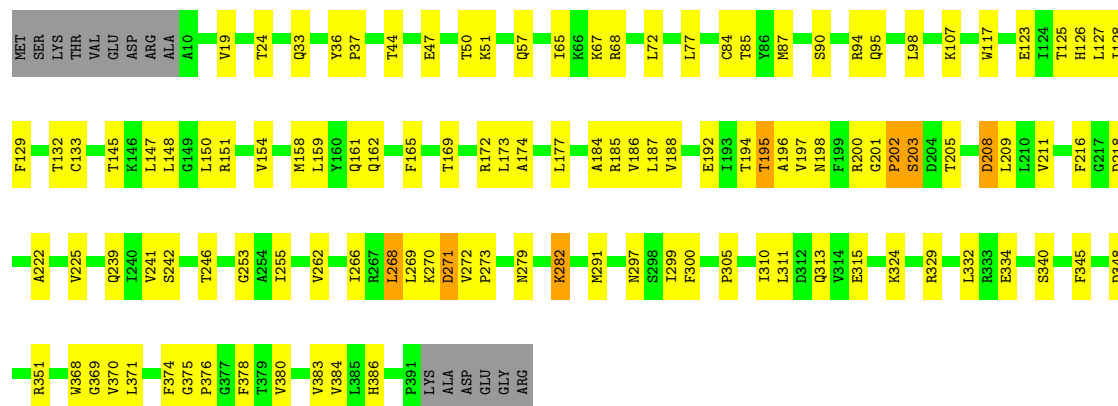 MET SER LYS THR VAL GLU ASP ARG ALA A10 V19 T24 Q33 Y36 P37 T44 E47 T50 K51 Q57 I65 K66 K67 R68 L72 L77 C84 T85 Y86 M87 S90 R94 Q95 L98 K107 W117 E123 I124 T125 H126 L127 I128
F129 T132 C133 T145 K146 L147 L148 G149 L150 R151 V154 M158 L159 Y160 Q161 Q162 F165 T169 R172 L173 A174 L177 A184 R185 V186 L187 V188 E192 I193 T194 T195 A196 V197 N198 F199 R200 G201 P202 S203 D204 T205 D208 L209 L210 V211 F216 G217 D218
A222 V225 Q239 I240 V241 S242 T246 G253 A254 I255 V262 I266 R267 L268 L269 K270 D271 V272 P273 N279 K282 M291 N297 S298 I299 F300 P305 I310 L311 D312 Q313 V314 E315 K324 R329 L332 R333 E334 S340 F345
R351 W368 G369 V370 L371 F374 G375 P376 G377 F378 T379 V380 V383 V384 L385 H386 P391 LYS ALA ASP GLU GLY ARG